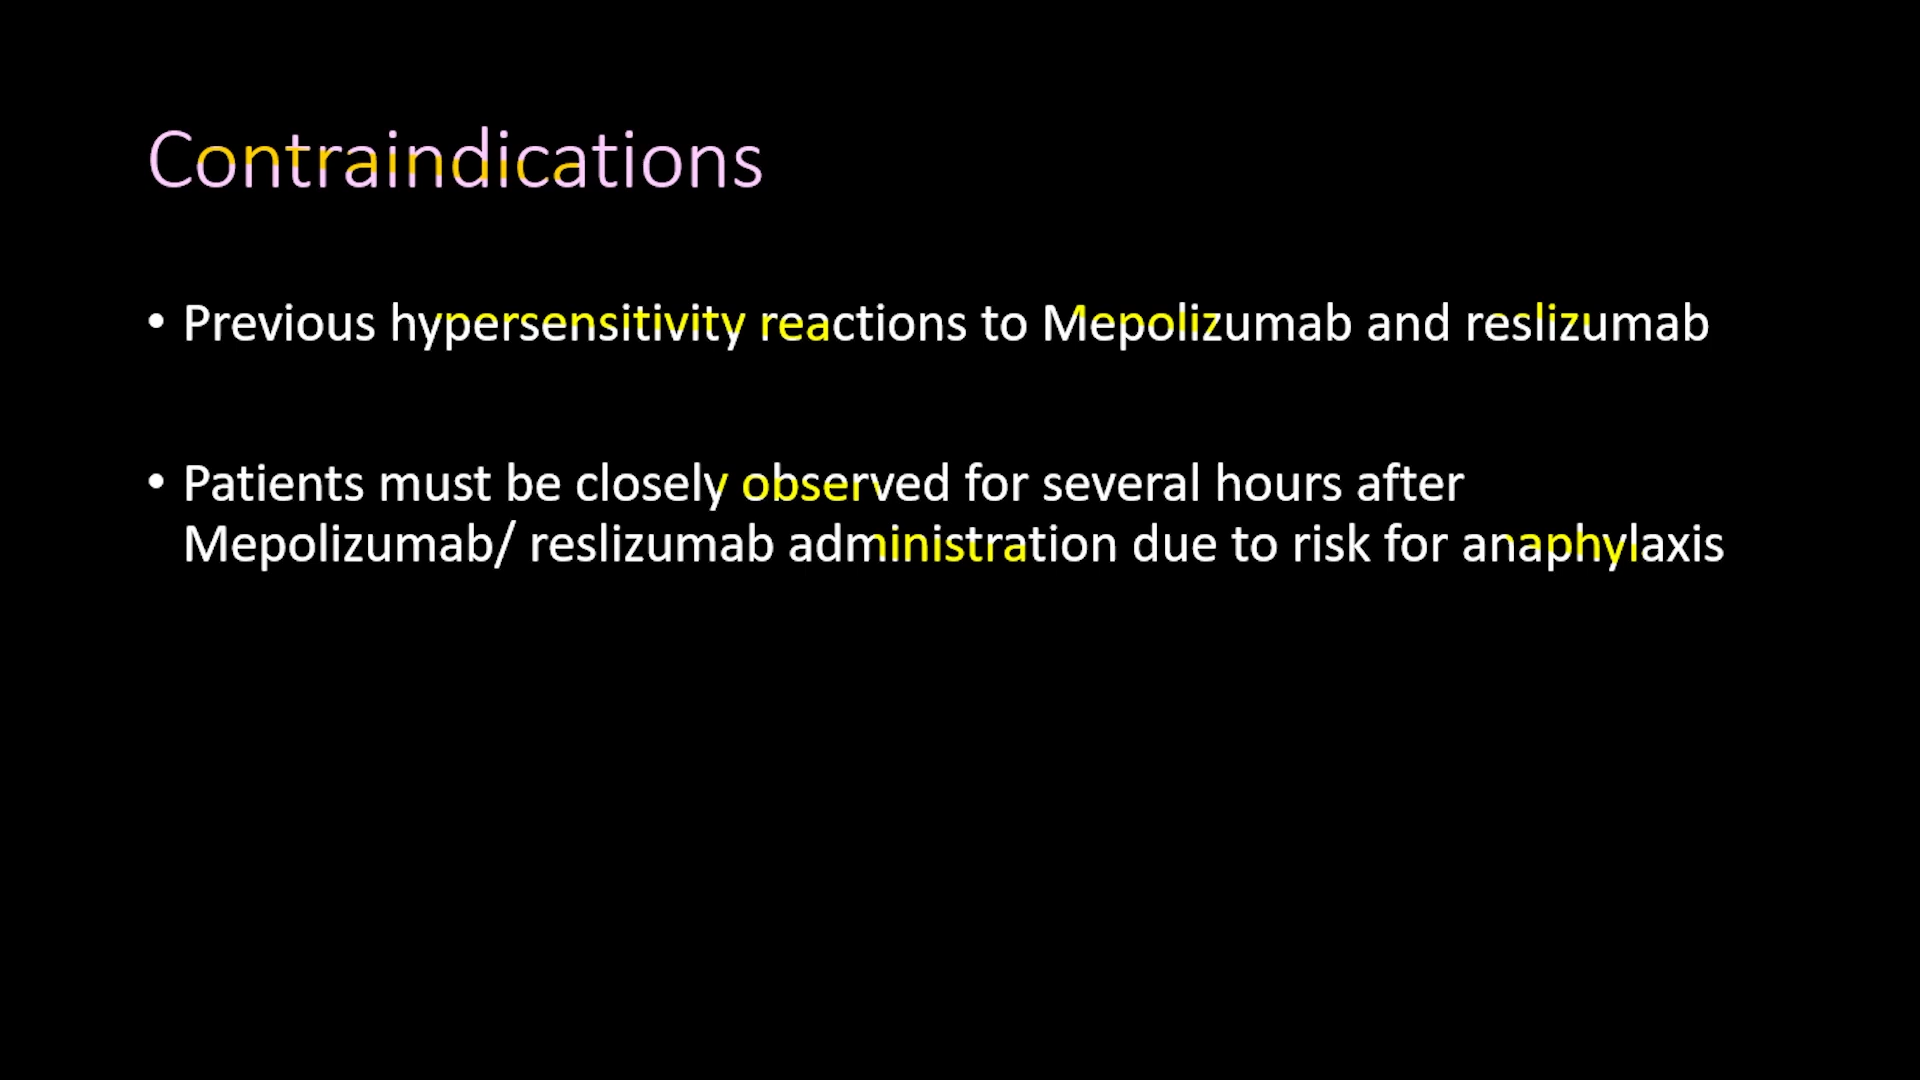 Contraindications
• Previous hypersensitivity reactions to Mepolizumab and reslizumab
• Patients must be closely observed for several hours after
Mepolizumab/ reslizumab administration due to risk for anaphylaxis